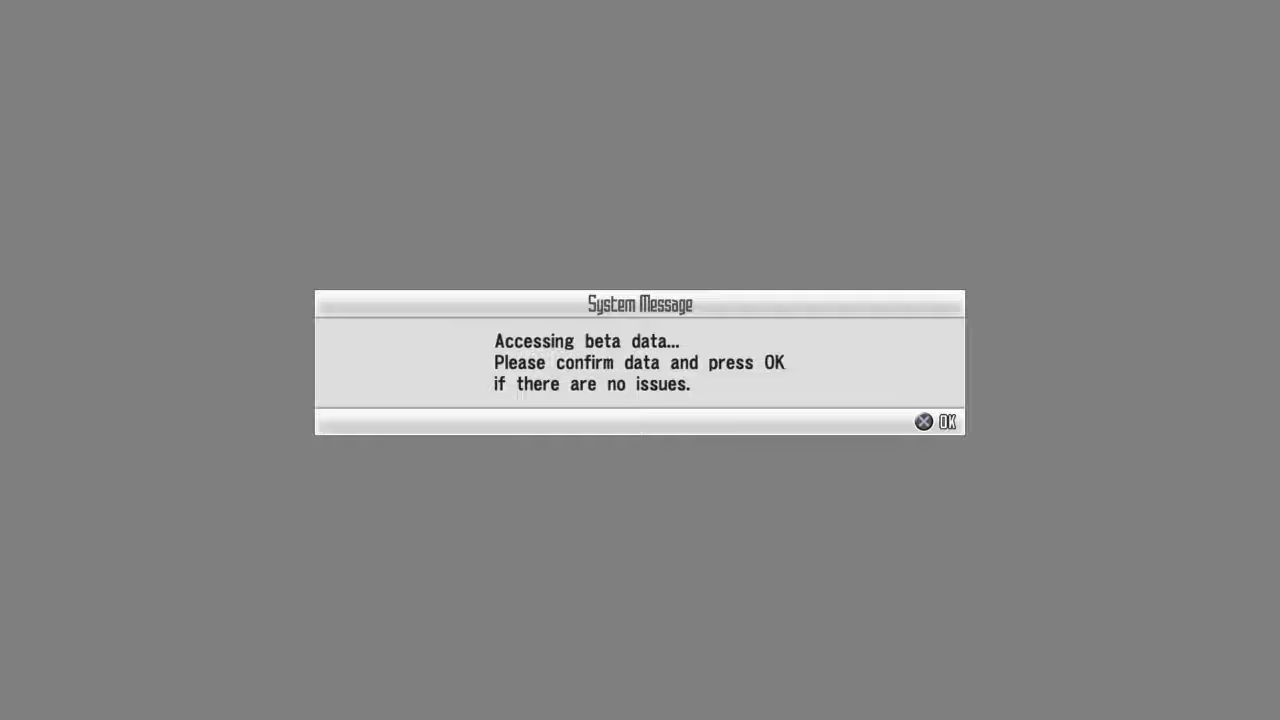 System Message
Accessing beta data...
Please confirm data and press OK
if there are no issues.
OK